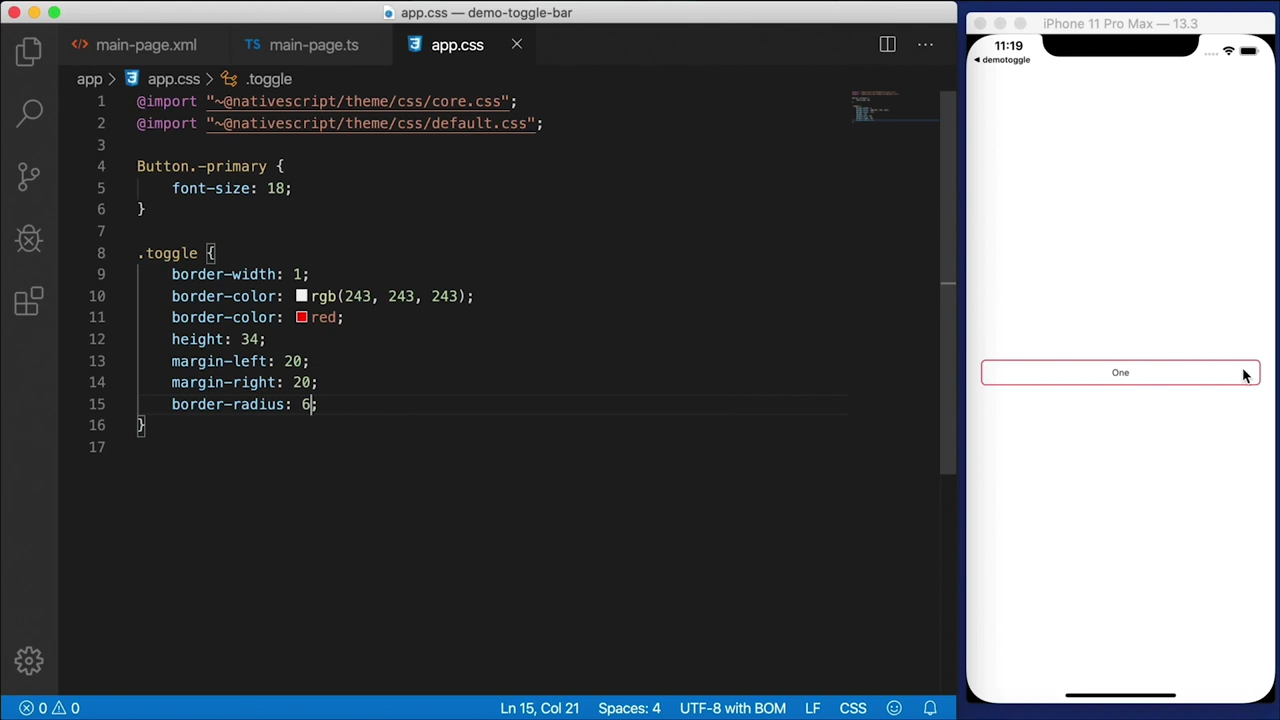 app.css — demo-toggle-bar
main-page.xml
TS main-page.ts
app.css
app > app.css > .toggle
1 @import "~@nativescript/theme/css/core.css";
2 @import "~@nativescript/theme/css/default.css";
3
4 Button.-primary {
5 font-size: 18;
6 }
7
8 .toggle {
9 border-width: 1;
10 border-color: rgb(243, 243, 243);
11 border-color: red;
12 height: 34;
13 margin-left: 20;
14 margin-right: 20;
15 border-radius: 6;
16 }
17
0 0
Ln 15, Col 21
Spaces: 4
UTF-8 with BOM
LF
CSS
iPhone 11 Pro Max — 13.3
11:19
demotoggle
One